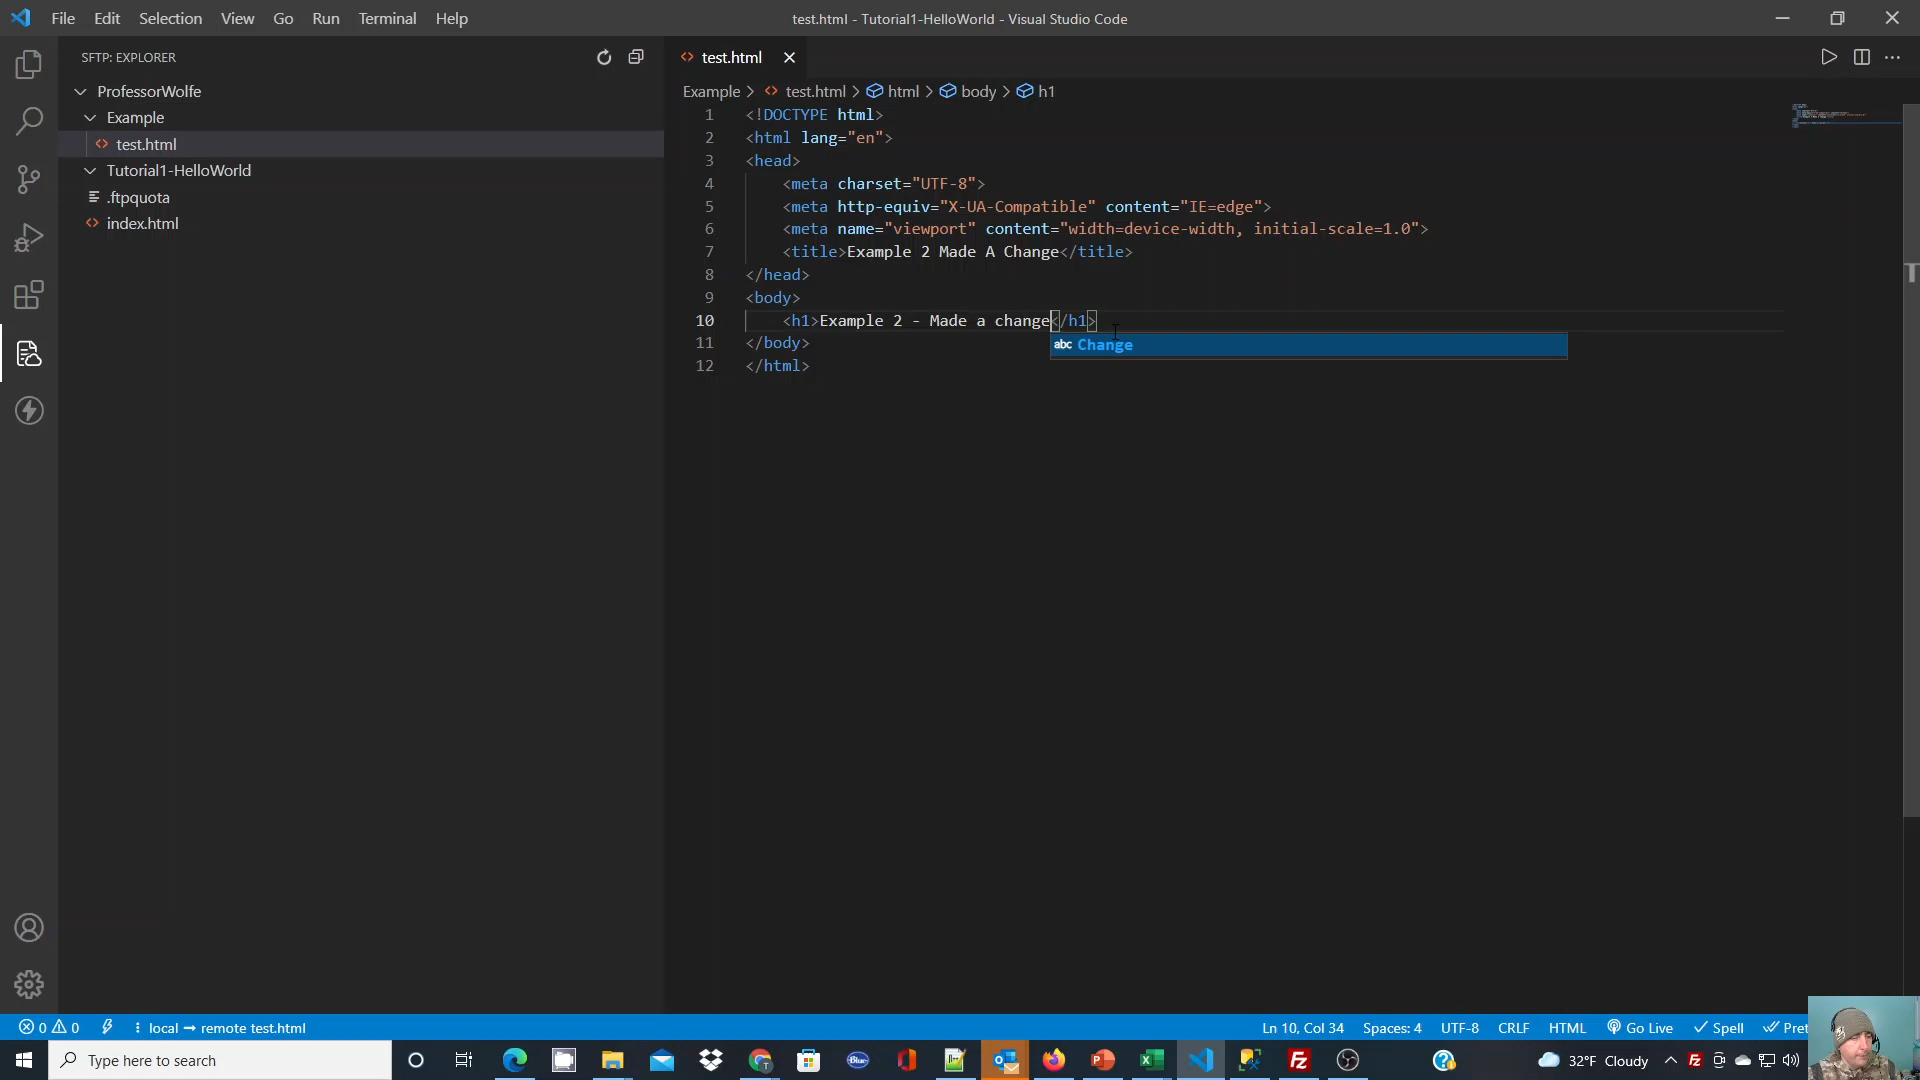 File Edit Selection View Go Run Terminal Help
test.html - Tutorial1-HelloWorld - Visual Studio Code
SFTP: EXPLORER
ProfessorWolfe
Example
test.html
Tutorial1-HelloWorld
.ftpquota
index.html
test.html
Example > test.html > html > body > h1
1 <!DOCTYPE html>
2 <html lang="en">
3 <head>
4 <meta charset="UTF-8">
5 <meta http-equiv="X-UA-Compatible" content="IE=edge">
6 <meta name="viewport" content="width=device-width, initial-scale=1.0">
7 <title>Example 2 Made A Change</title>
8 </head>
9 <body>
10 <h1>Example 2 - Made a change</h1>
abc Change
11 </body>
12 </html>
0 0 local → remote test.html
Ln 10, Col 34 Spaces: 4 UTF-8 CRLF HTML Go Live Spell Pret
Type here to search
Blue
32°F Cloudy